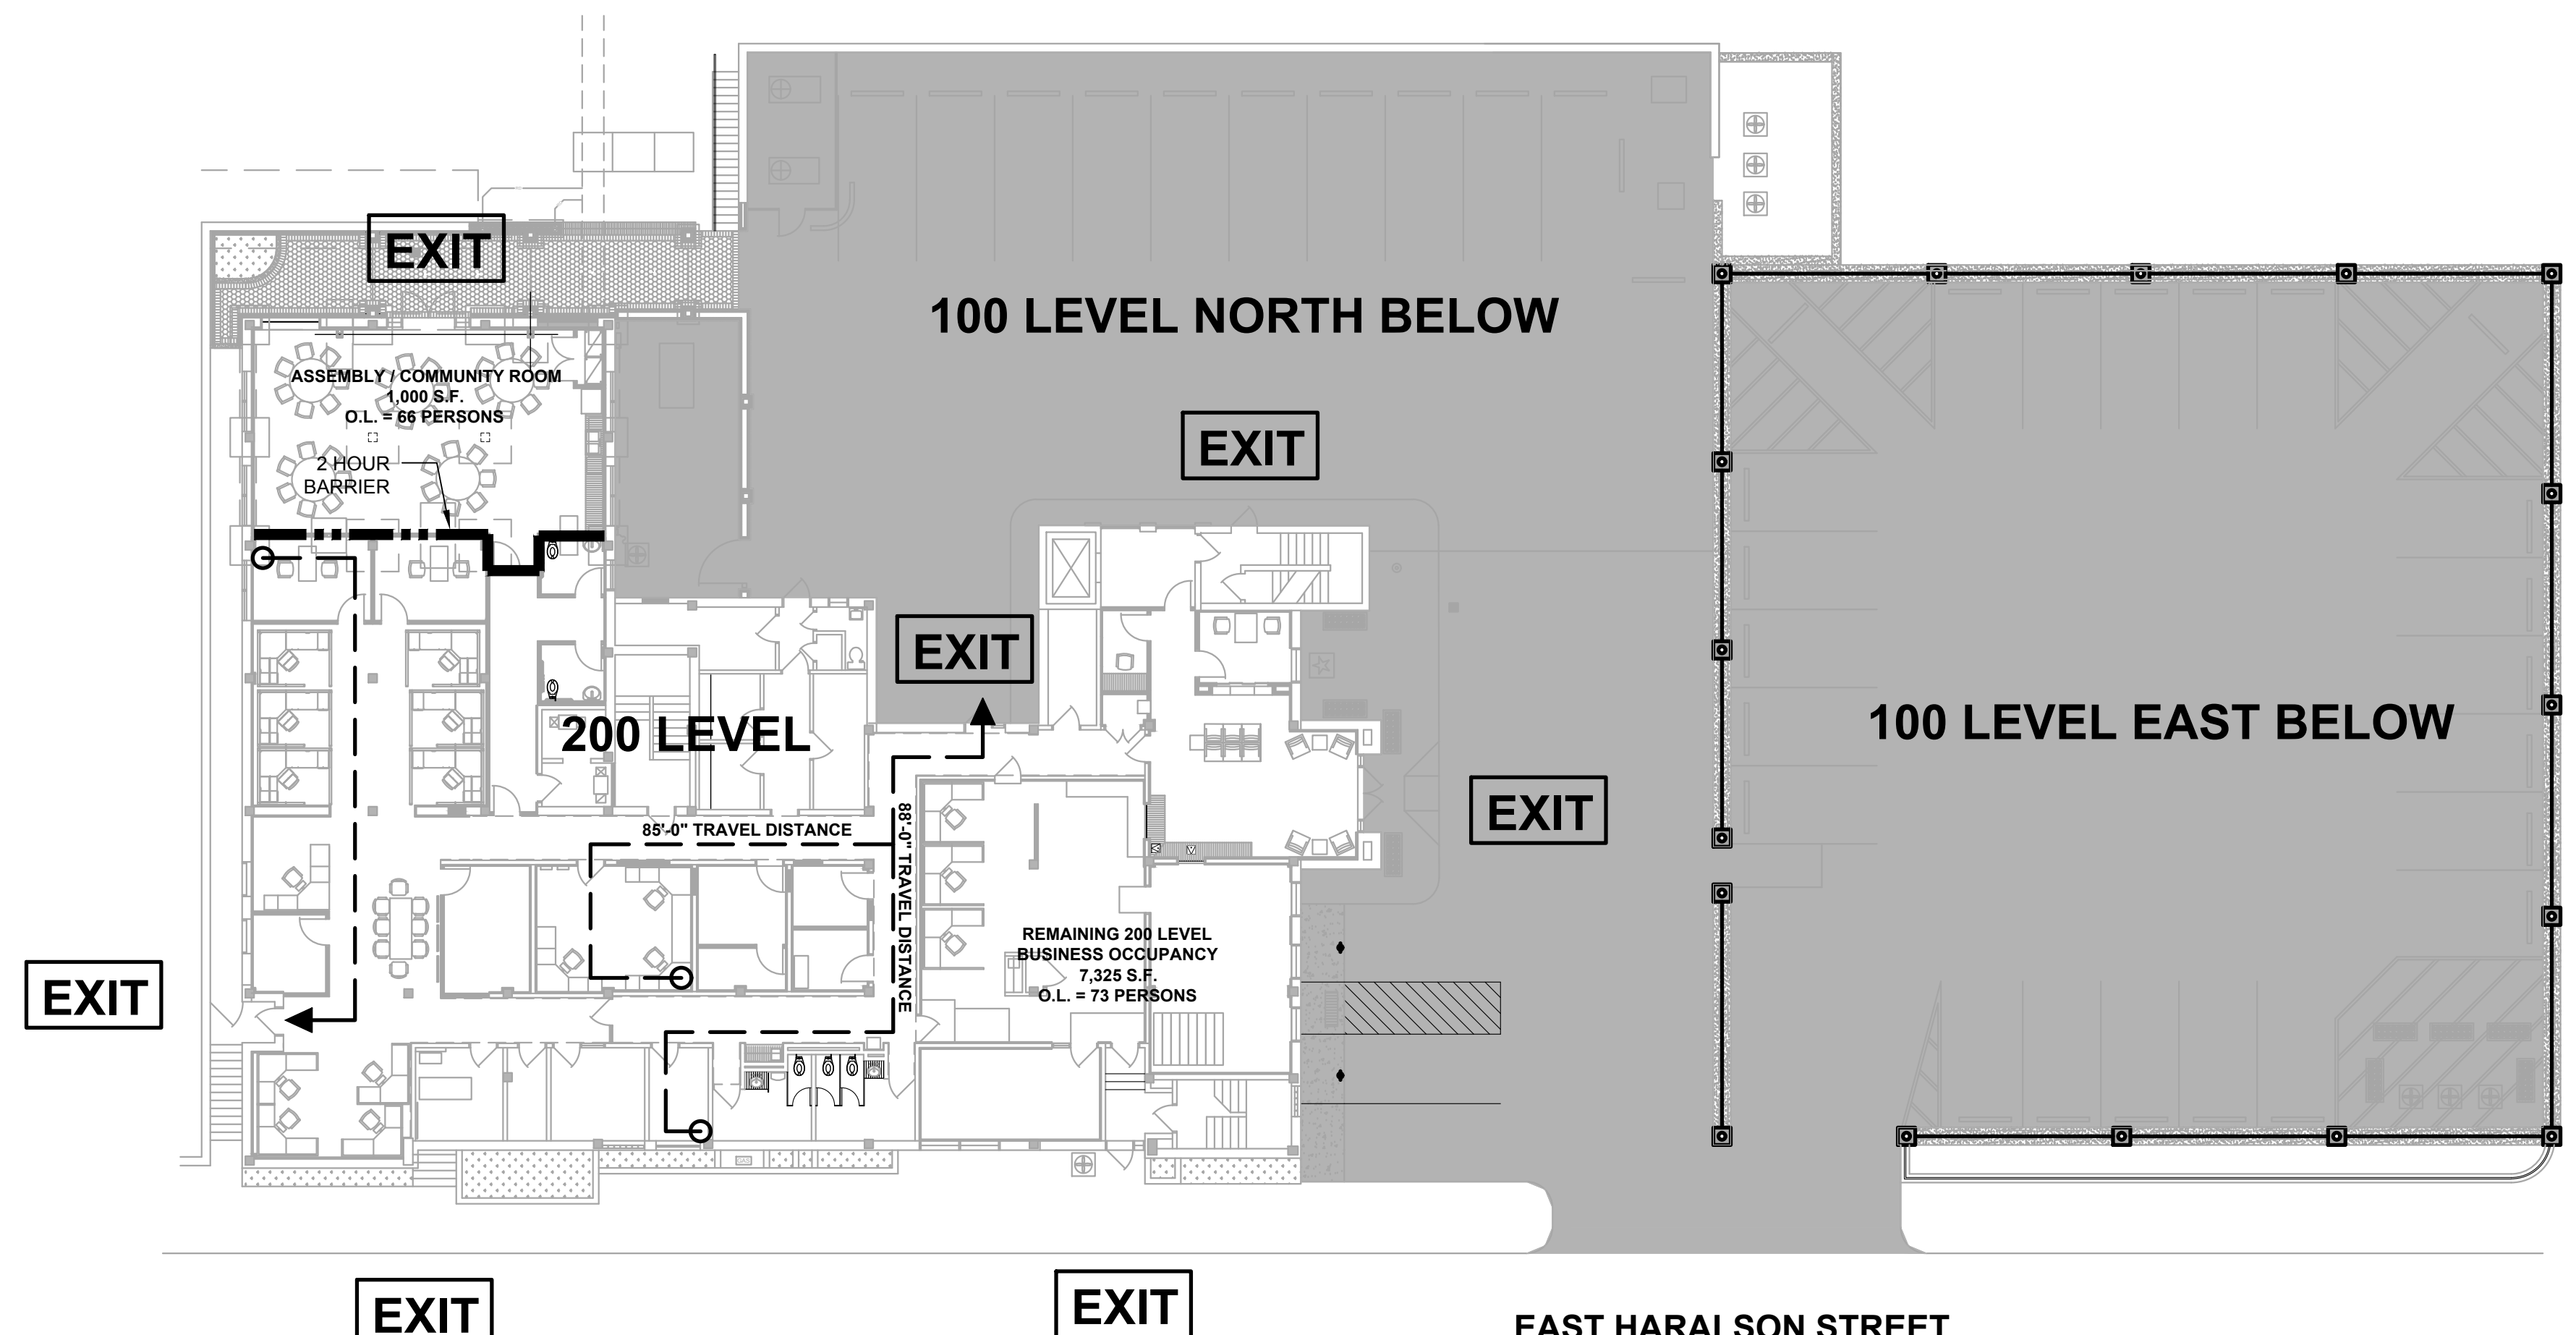 EXIT
100 LEVEL NORTH BELOW
ASSEMBLY / COMMUNITY ROOM
1,000 S.F.
O.L. = 66 PERSONS
2 HOUR
BARRIER
EXIT
EXIT
200 LEVEL
100 LEVEL EAST BELOW
EXIT
85'-0" TRAVEL DISTANCE
88'-0" TRAVEL DISTANCE
REMAINING 200 LEVEL
BUSINESS OCCUPANCY
7,325 S.F.
O.L. = 73 PERSONS
EXIT
GAS
EXIT
EXIT
EAST HARALSON STREET